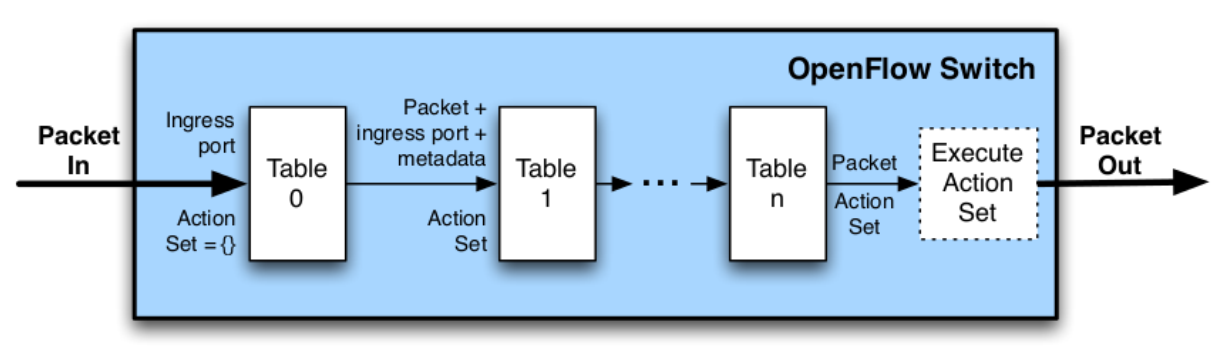 OpenFlow Switch
Packet
In
Ingress
port
Action
Set = {}
Table
0
Packet +
ingress port +
metadata
Action
Set
Table
1
...
Table
n
Packet
Action
Set
Execute
Action
Set
Packet
Out